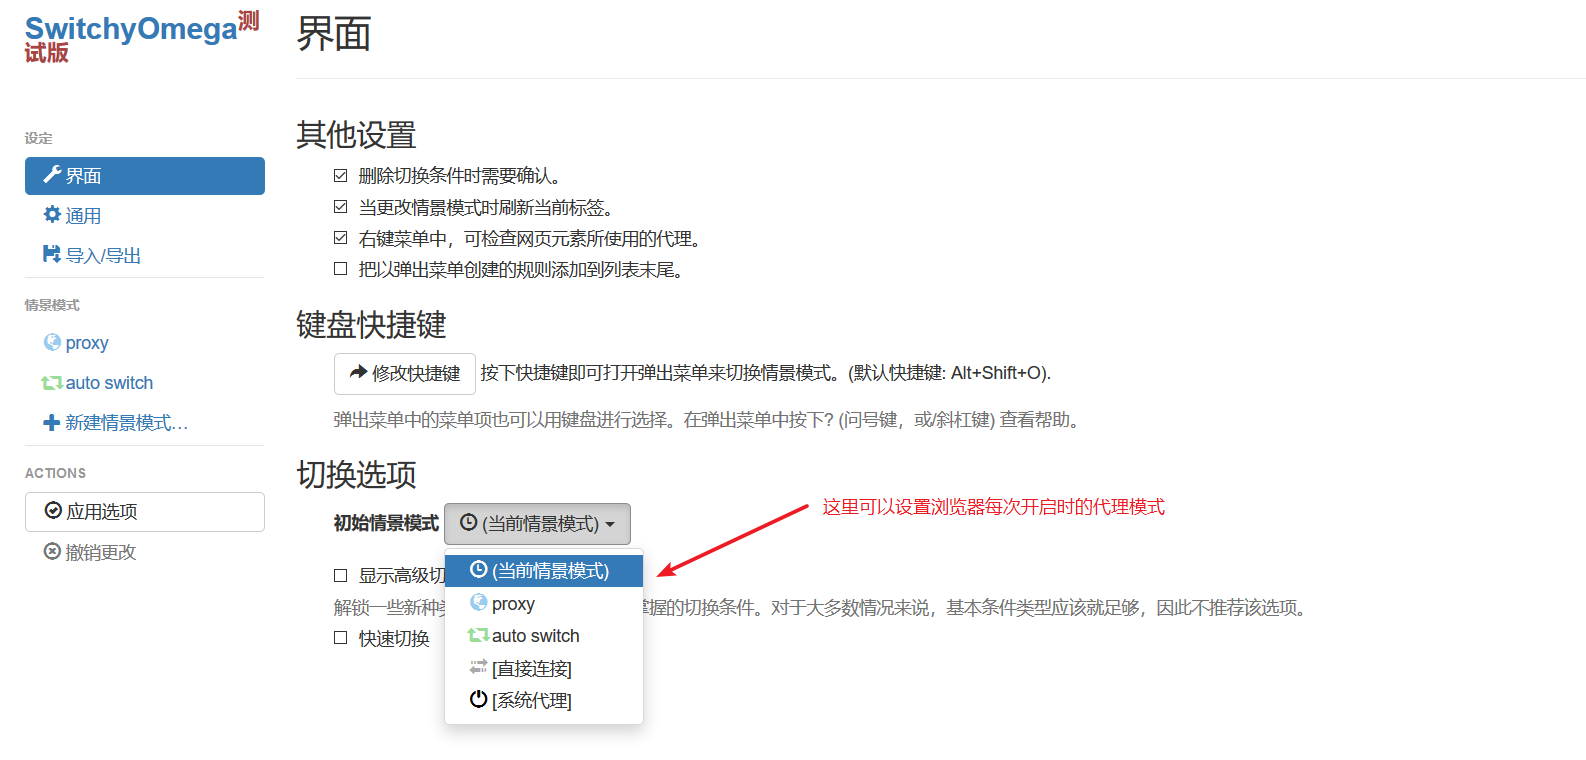 SwitchyOmega测
试版
界面
设定
界面
通用
导入/导出
情景模式
proxy
auto switch
新建情景模式…
ACTIONS
应用选项
撤销更改
其他设置
删除切换条件时需要确认。
当更改情景模式时刷新当前标签。
右键菜单中，可检查网页元素所使用的代理。
把以弹出菜单创建的规则添加到列表末尾。
键盘快捷键
修改快捷键 按下快捷键即可打开弹出菜单来切换情景模式。(默认快捷键: Alt+Shift+O).
弹出菜单中的菜单项也可以用键盘进行选择。在弹出菜单中按下? (问号键，或/斜杠键) 查看帮助。
切换选项
初始情景模式 (当前情景模式)
这里可以设置浏览器每次开启时的代理模式
(当前情景模式)
proxy
auto switch
[直接连接]
[系统代理]
显示高级切
解锁一些新种 掌握的切换条件。对于大多数情况来说，基本条件类型应该就足够，因此不推荐该选项。
快速切换